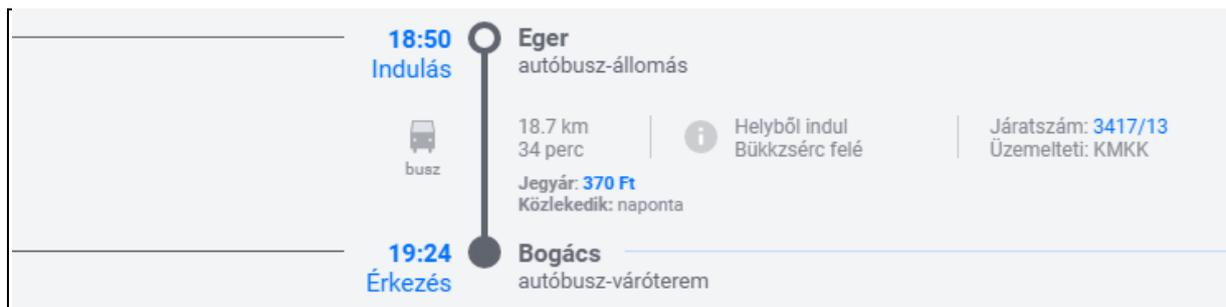 18:50
Indulás
Eger
autóbusz-állomás
busz
18.7 km
34 perc
Helyből indul
Bükkzsérc felé
Járatszám: 3417/13
Üzemelteti: KMKK
Jegyár: 370 Ft
Közlekedik: naponta
19:24
Érkezés
Bogács
autóbusz-váróterem